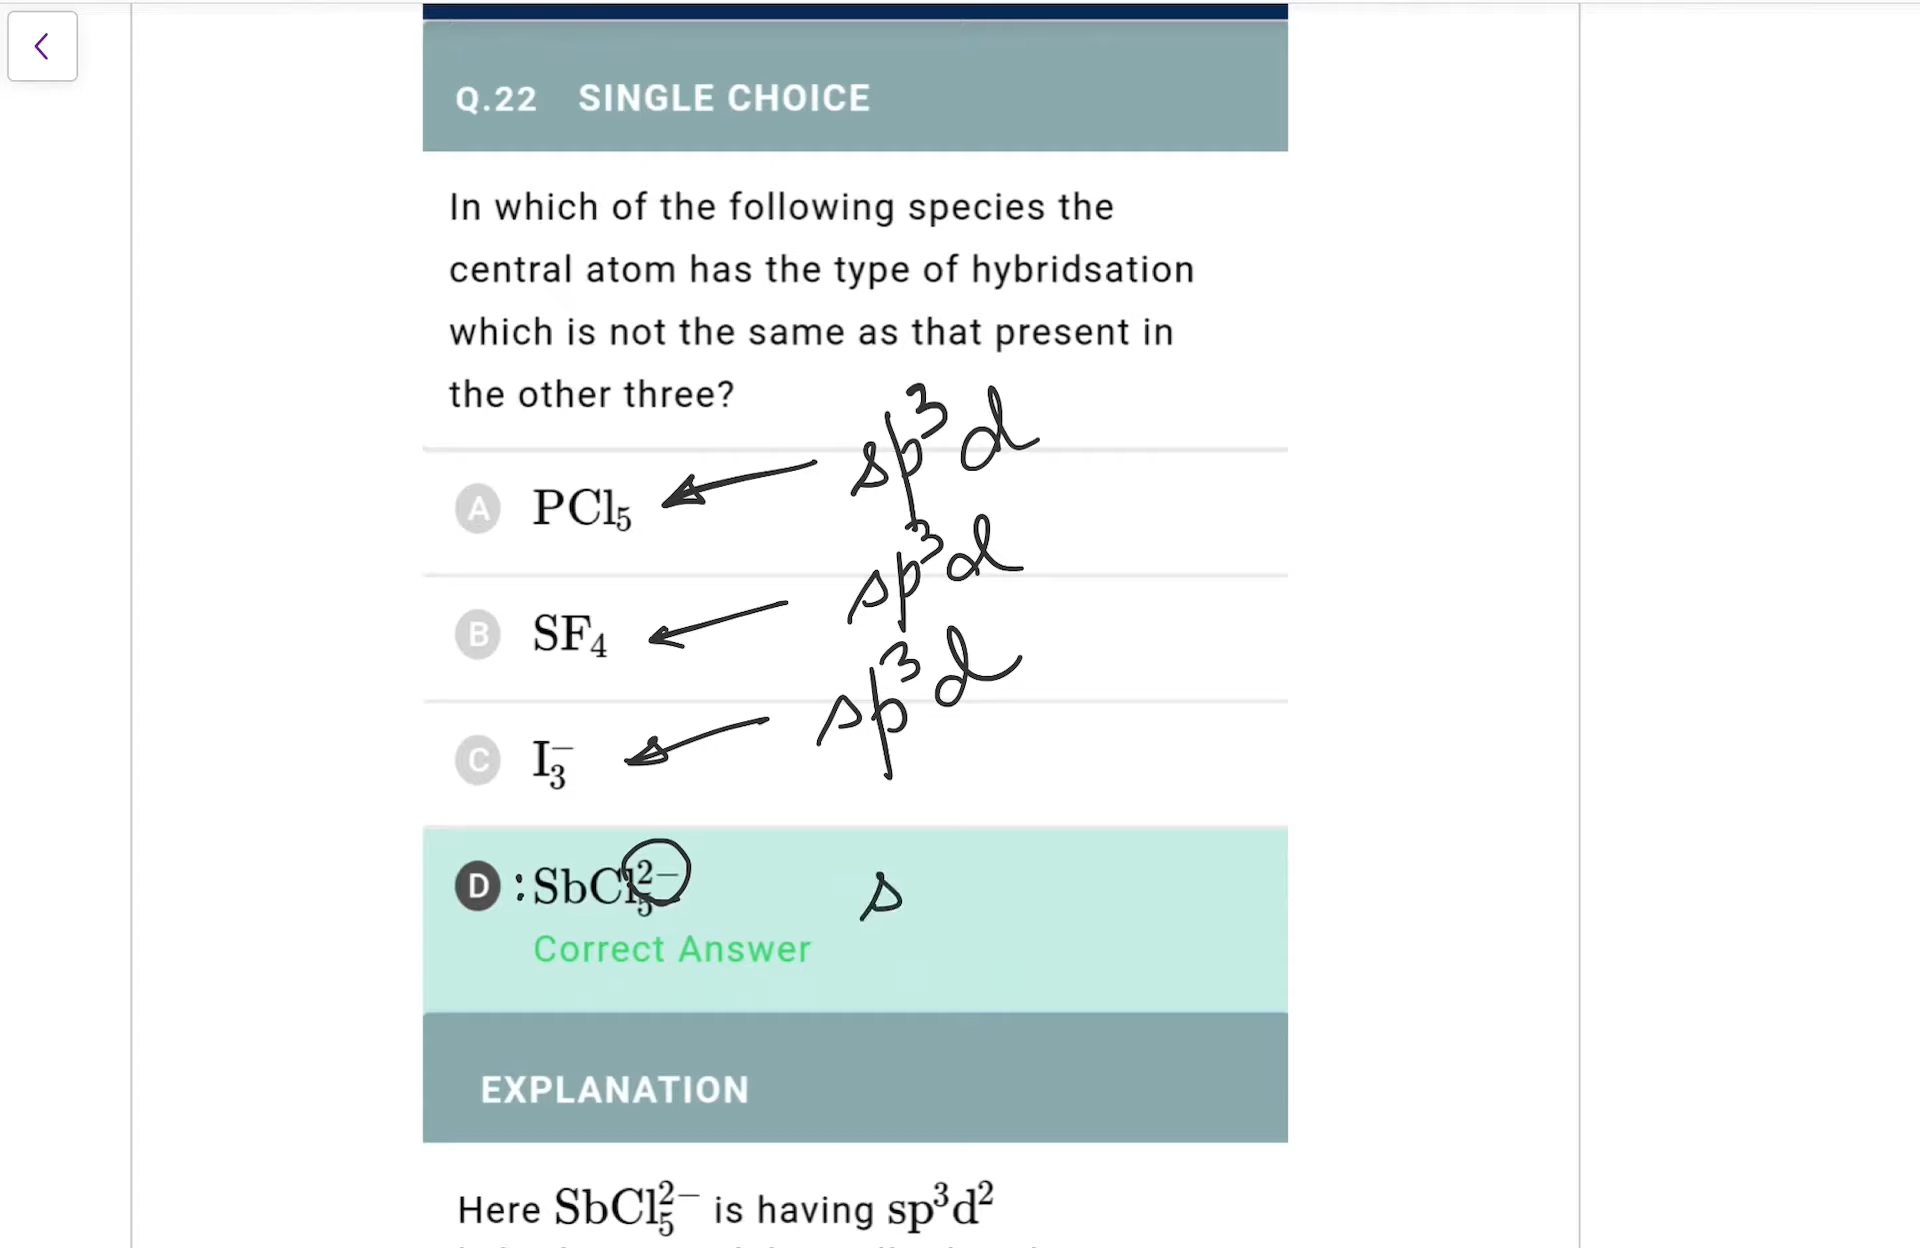 Q.22 SINGLE CHOICE
In which of the following species the
central atom has the type of hybridsation
which is not the same as that present in
the other three?
sp³d
A PCl₅
sp³d
B SF₄
sp³d
C I₃⁻
D :SbCl₅²⁻ s
Correct Answer
EXPLANATION
Here SbCl₅²⁻ is having sp³d²